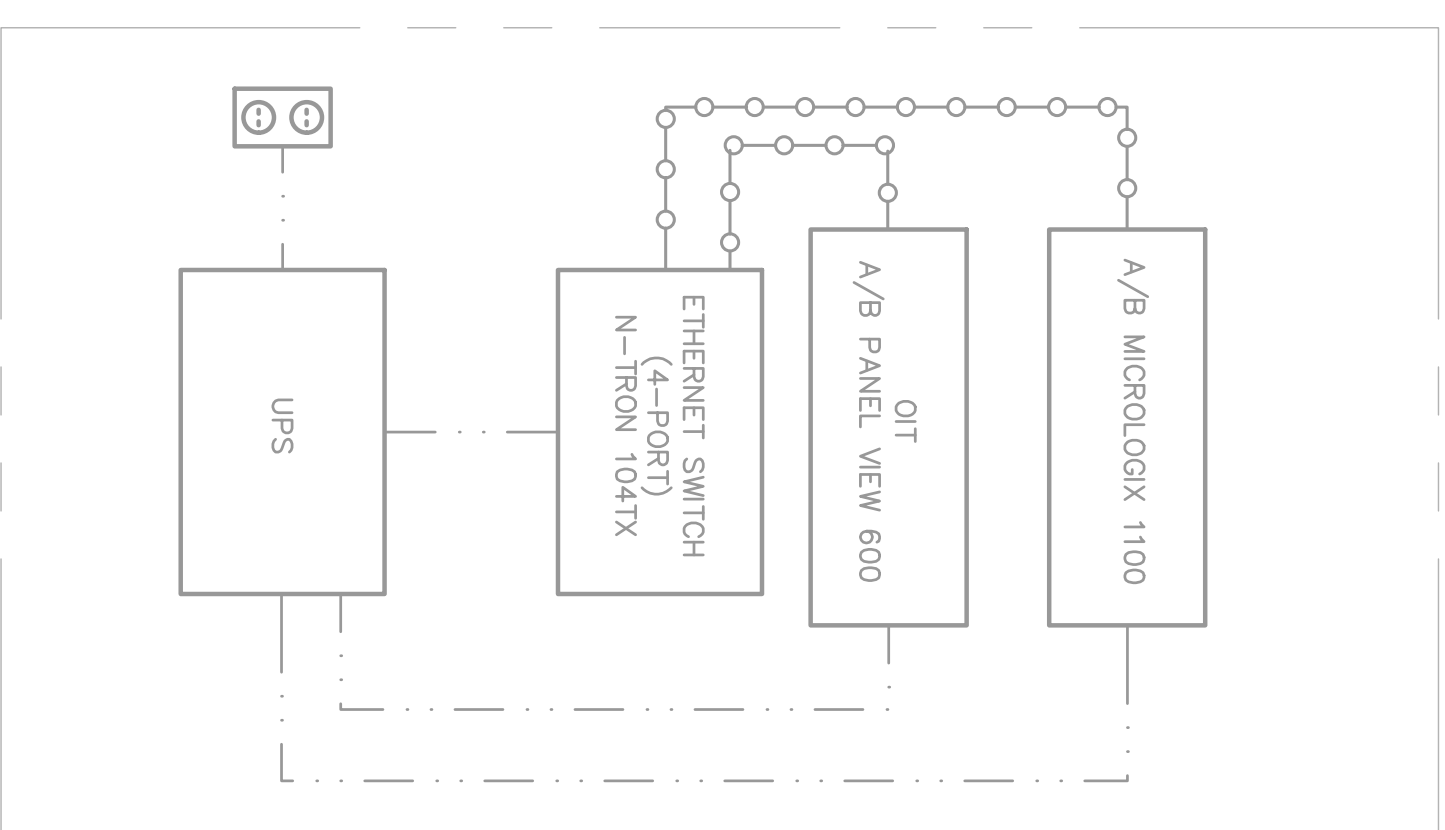 UPS
ETHERNET SWITCH
(4-PORT)
N-TRON 104TX
OIT
A/B PANEL VIEW 600
A/B MICROLOGIX 1100